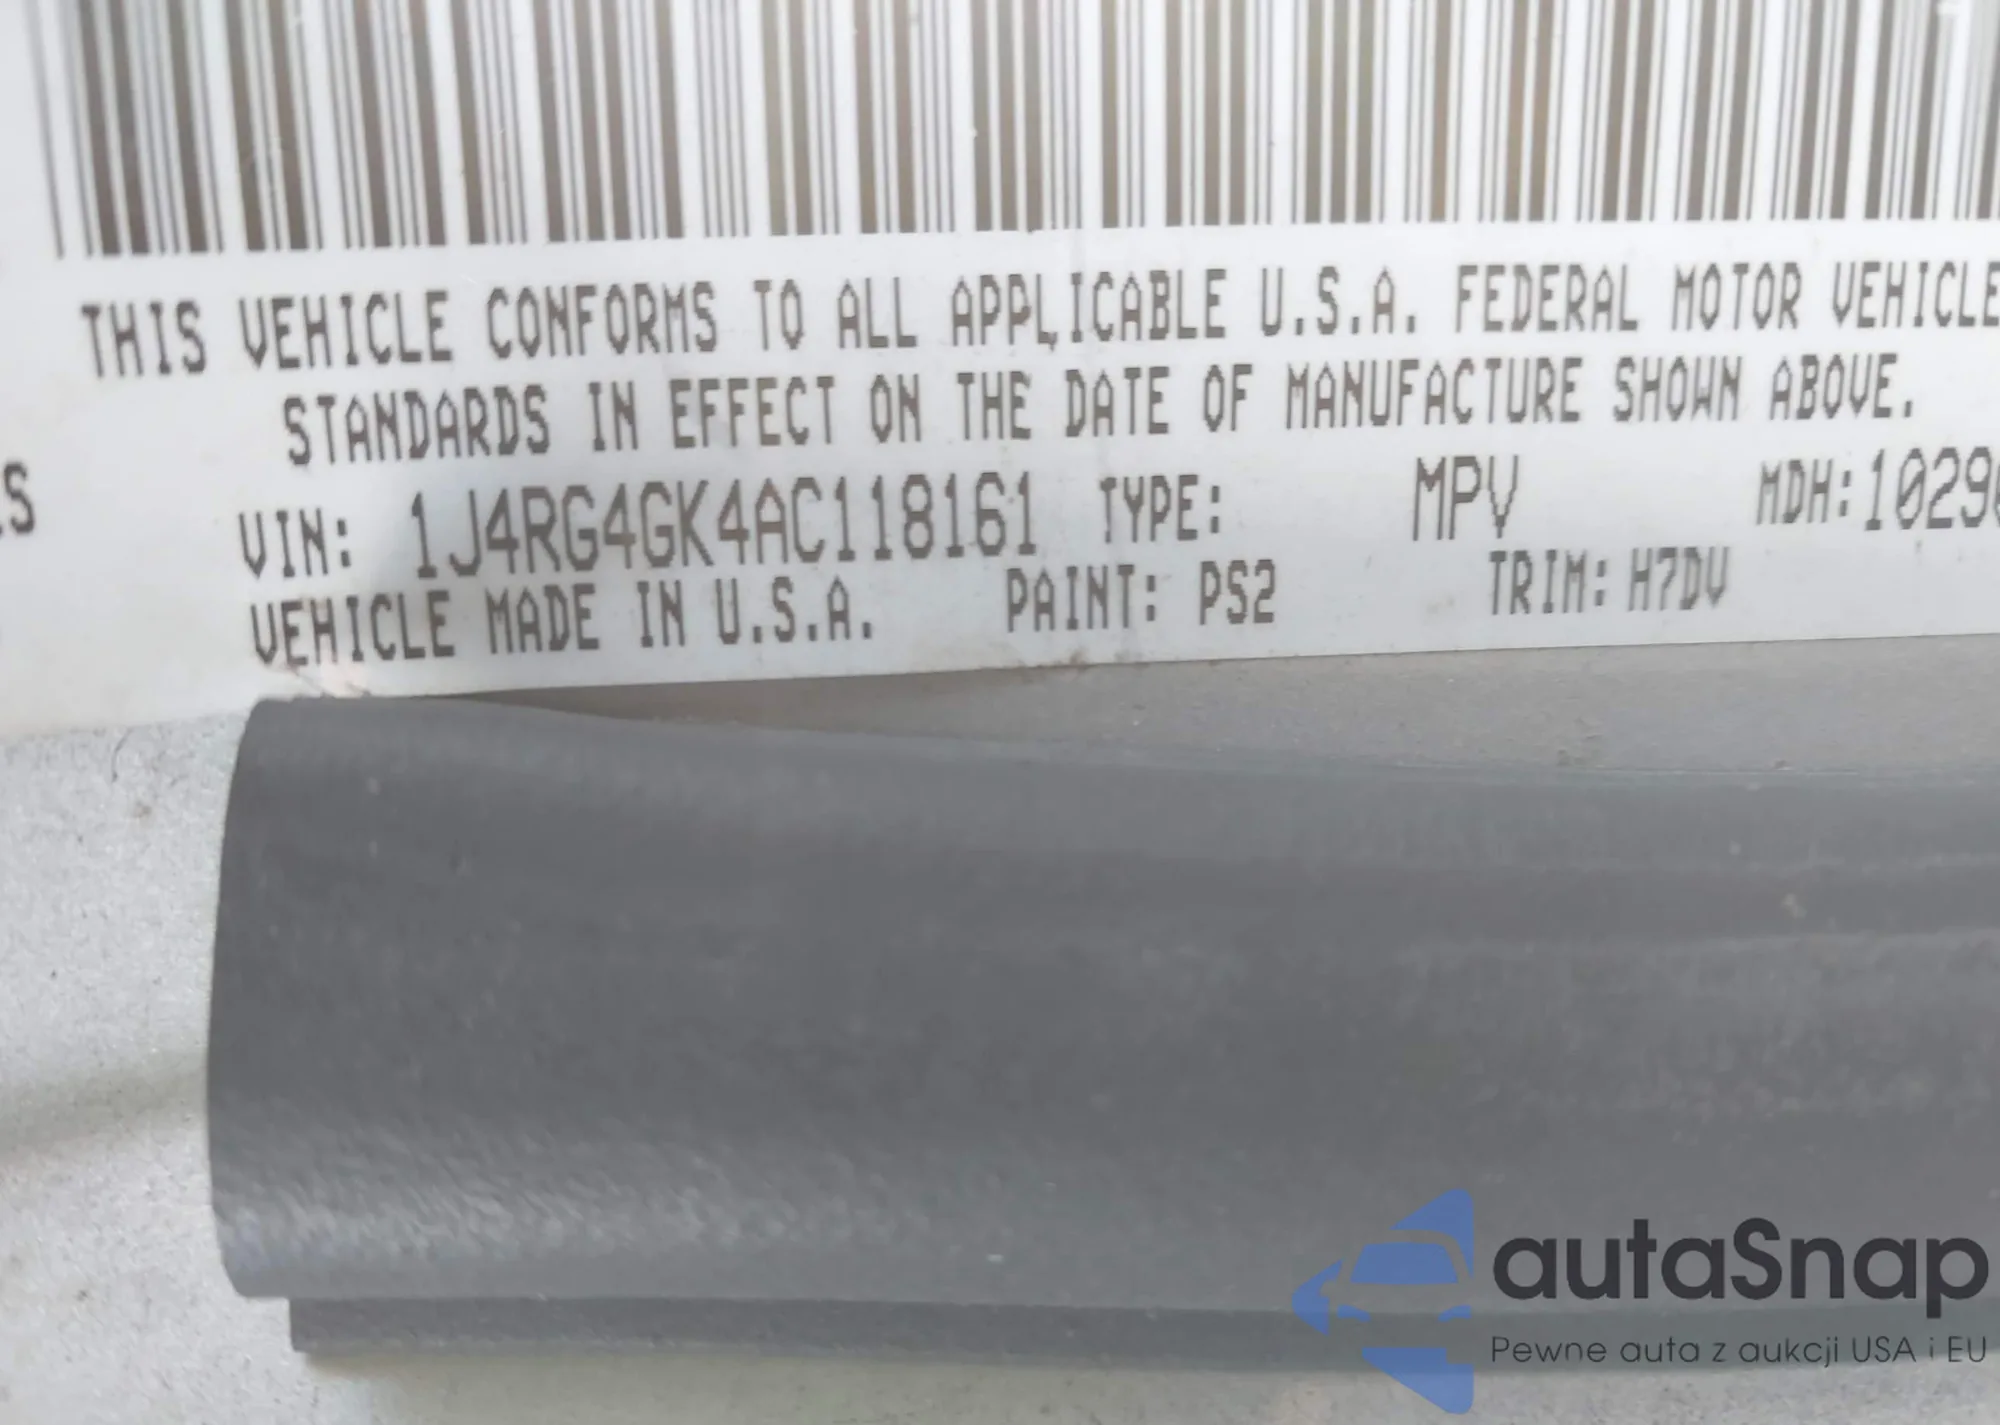 THIS VEHICLE CONFORMS TO ALL APPLICABLE U.S.A. FEDERAL MOTOR VEHICLE
STANDARDS IN EFFECT ON THE DATE OF MANUFACTURE SHOWN ABOVE.
VIN: 1J4RG4GK4AC118161 TYPE: MPV MDH: 10290
VEHICLE MADE IN U.S.A. PAINT: PS2 TRIM: H7DV
autaSnap
Pewne auta z aukcji USA i EU